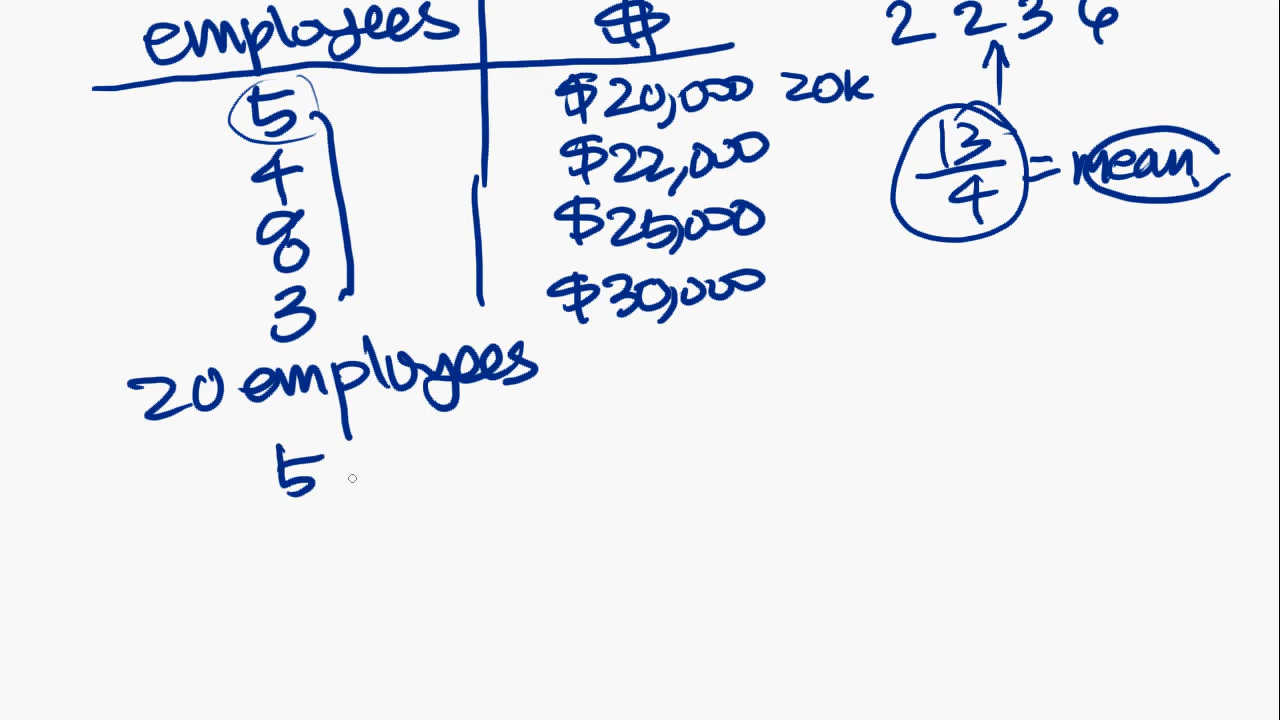 employees $ 2 2 3 6
5 $20,000 20k
4 $22,000
8 $25,000
3 $30,000
13/4 = mean
20 employees
5